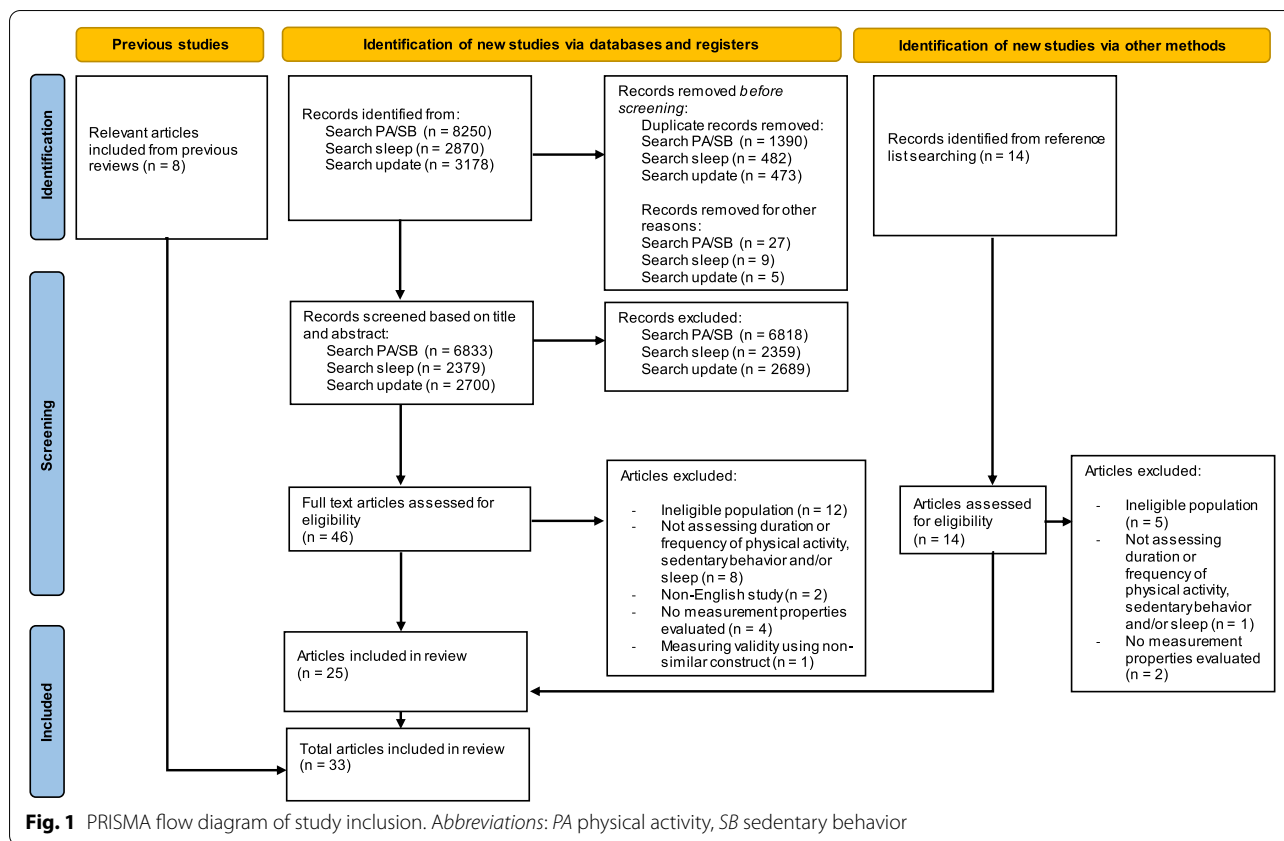 Previous studies
Identification of new studies via databases and registers
Identification of new studies via other methods
Identification
Relevant articles
included from previous
reviews (n = 8)
Records identified from:
Search PA/SB (n = 8250)
Search sleep (n = 2870)
Search update (n = 3178)
Records removed before
screening:
Duplicate records removed:
Search PA/SB (n = 1390)
Search sleep (n = 482)
Search update (n = 473)
Records removed for other
reasons:
Search PA/SB (n = 27)
Search sleep (n = 9)
Search update (n = 5)
Records identified from reference
list searching (n = 14)
Screening
Records screened based on title
and abstract:
Search PA/SB (n = 6833)
Search sleep (n = 2379)
Search update (n = 2700)
Records excluded:
Search PA/SB (n = 6818)
Search sleep (n = 2359)
Search update (n = 2689)
Full text articles assessed for
eligibility
(n = 46)
Articles excluded:
- Ineligible population (n = 12)
- Not assessing duration or
frequency of physical activity,
sedentary behavior and/or
sleep (n = 8)
- Non-English study (n = 2)
- No measurement properties
evaluated (n = 4)
- Measuring validity using non-
similar construct (n = 1)
Articles assessed
for eligibility
(n = 14)
Articles excluded:
- Ineligible population
(n = 5)
- Not assessing
duration or
frequency of
physical activity,
sedentary behavior
and/or sleep (n = 1)
- No measurement
properties evaluated
(n = 2)
Included
Articles included in review
(n = 25)
Total articles included in review
(n = 33)
Fig. 1 PRISMA flow diagram of study inclusion. Abbreviations: PA physical activity, SB sedentary behavior